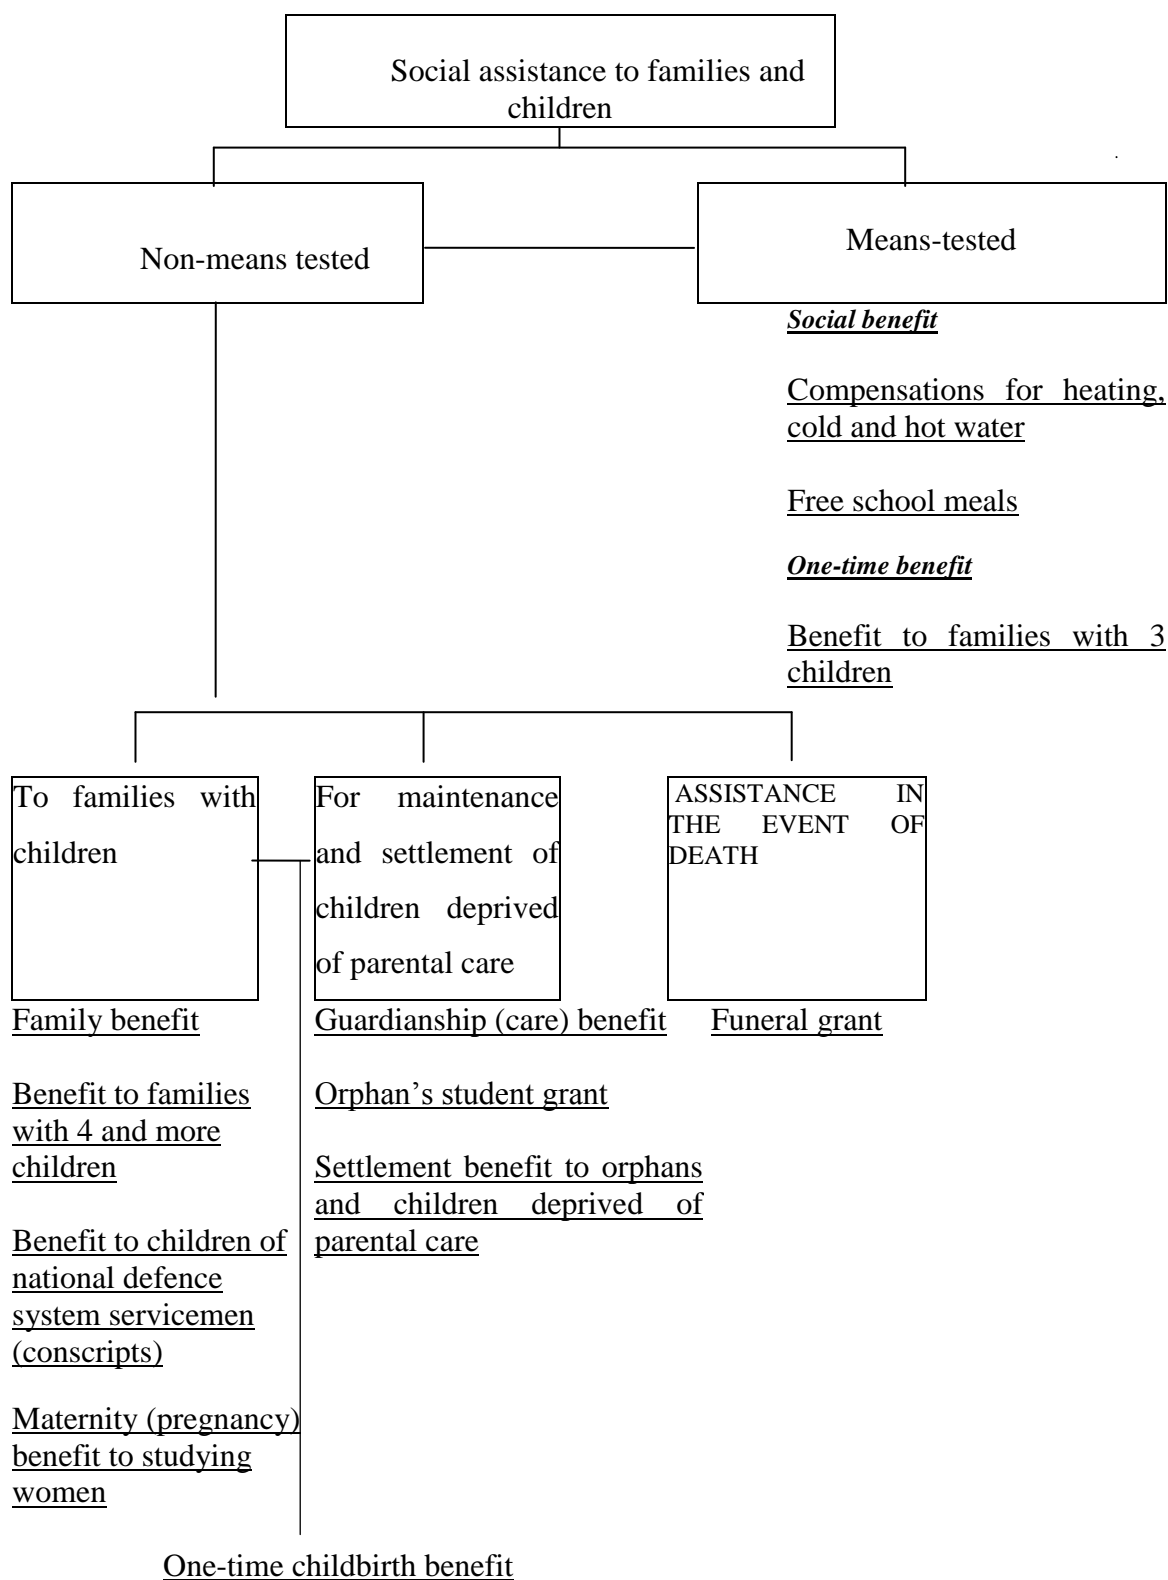 Social assistance to families and
children
Non-means tested
Means-tested
Social benefit
Compensations for heating,
cold and hot water
Free school meals
One-time benefit
Benefit to families with 3
children
To families with
children
For maintenance
and settlement of
children deprived
of parental care
ASSISTANCE IN
THE EVENT OF
DEATH
Family benefit
Benefit to families
with 4 and more
children
Benefit to children of
national defence
system servicemen
(conscripts)
Maternity (pregnancy)
benefit to studying
women
Guardianship (care) benefit
Orphan’s student grant
Settlement benefit to orphans
and children deprived of
parental care
Funeral grant
One-time childbirth benefit